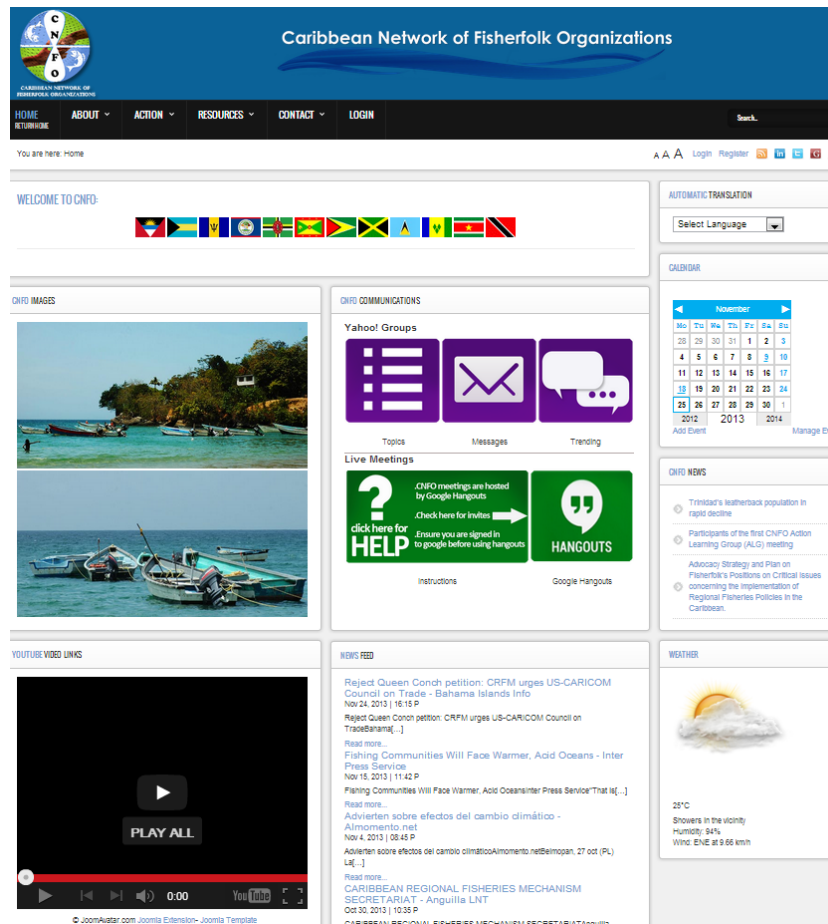 C
N
F
O
CARIBBEAN NETWORK OF
FISHERFOLK ORGANIZATIONS
Caribbean Network of Fisherfolk Organizations
HOME
RETURN HOME
ABOUT
ACTION
RESOURCES
CONTACT
LOGIN
Search..
You are here: Home
A A A Login Register
WELCOME TO CNFO:
AUTOMATIC TRANSLATION
Select Language
CALENDAR
November
Mo Tu We Th Fr Sa Su
28 29 30 31 1 2 3
4 5 6 7 8 9 10
11 12 13 14 15 16 17
18 19 20 21 22 23 24
25 26 27 28 29 30 1
2012 2013 2014
Add Event Manage Ev
CNFO IMAGES
CNFO COMMUNICATIONS
Yahoo! Groups
Topics Messages Trending
Live Meetings
?
click here for
HELP
.CNFO meetings are hosted
by Google Hangouts
.Check here for invites
.Ensure you are signed in
to google before using hangouts
HANGOUTS
Instructions Google Hangouts
CNFO NEWS
Trinidad's leatherback population in
rapid decline
Participants of the first CNFO Action
Learning Group (ALG) meeting
Advocacy Strategy and Plan on
Fisherfolk's Positions on Critical Issues
concerning the Implementation of
Regional Fisheries Policies in the
Caribbean.
YOUTUBE VIDEO LINKS
PLAY ALL
0:00
YouTube
© JoomAvatar.com Joomla Extension- Joomla Template
NEWS FEED
Reject Queen Conch petition: CRFM urges US-CARICOM
Council on Trade - Bahama Islands Info
Nov 24, 2013 | 16:15 P
Reject Queen Conch petition: CRFM urges US-CARICOM Council on
TradeBahama[...]
Read more...
Fishing Communities Will Face Warmer, Acid Oceans - Inter
Press Service
Nov 15, 2013 | 11:42 P
Fishing Communities Will Face Warmer, Acid OceansInter Press Service"That is[...]
Read more...
Advierten sobre efectos del cambio climático -
Almomento.net
Nov 4, 2013 | 08:45 P
Advierten sobre efectos del cambio climáticoAlmomento.netBelmopan, 27 oct (PL)
La[...]
Read more...
CARIBBEAN REGIONAL FISHERIES MECHANISM
SECRETARIAT - Anguilla LNT
Oct 30, 2013 | 10:35 P
CARIBBEAN REGIONAL FISHERIES MECHANISM SECRETARIATAnguilla
WEATHER
25°C
Showers in the vicinity
Humidity: 94%
Wind: ENE at 9.66 km/h